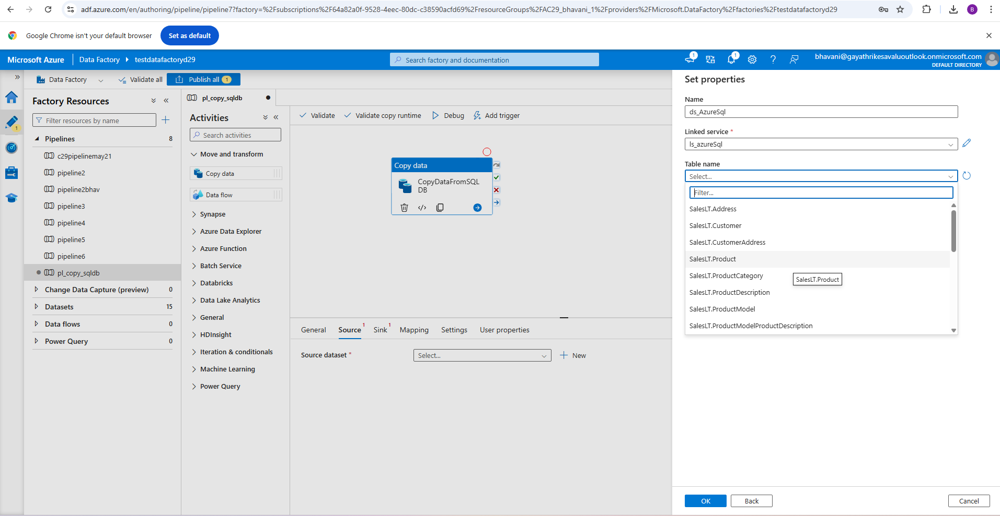 adf.azure.com/en/authoring/pipeline/pipeline7?factory=%2Fsubscriptions%2F64a82a0f-9528-4eec-80dc-c38590acfd69%2FresourceGroups%2FAC29_bhavani_1%2Fproviders%2FMicrosoft.DataFactory%2Ffactories%2Ftestdatafactoryd29
B
Google Chrome isn't your default browser
Set as default
Microsoft Azure
Data Factory
testdatafactoryd29
Search factory and documentation
1
1
bhavani@gayathrikesavaluoutlook.onmicrosoft.com
DEFAULT DIRECTORY
Data Factory
Validate all
Publish all 1
1
Factory Resources
Filter resources by name
Pipelines 8
c29pipelinemay21
pipeline2
pipeline2bhav
pipeline3
pipeline4
pipeline5
pipeline6
pl_copy_sqldb
Change Data Capture (preview) 0
Datasets 15
Data flows 0
Power Query 0
pl_copy_sqldb
Activities
Search activities
Move and transform
Copy data
Data flow
Synapse
Azure Data Explorer
Azure Function
Batch Service
Databricks
Data Lake Analytics
General
HDInsight
Iteration & conditionals
Machine Learning
Power Query
Validate
Validate copy runtime
Debug
Add trigger
Copy data
CopyDataFromSQL
DB
General
Source 1
Sink 1
Mapping
Settings
User properties
Source dataset *
Select...
New
Set properties
Name
ds_AzureSql
Linked service *
ls_azureSql
Table name
Select...
Filter...
SalesLT.Address
SalesLT.Customer
SalesLT.CustomerAddress
SalesLT.Product
SalesLT.ProductCategory
SalesLT.Product
SalesLT.ProductDescription
SalesLT.ProductModel
SalesLT.ProductModelProductDescription
OK
Back
Cancel